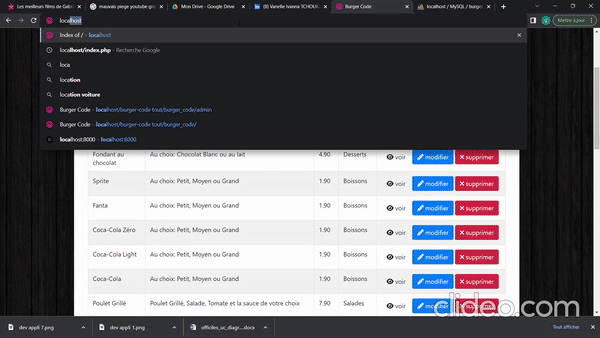 Les meilleurs films de Gabri
mauvais piege youtube go
Mon Drive - Google Drive
(8) Vanelle Ivanna TCHOUK
Burger Code
localhost / MySQL / burger
localhost
Mettre à jour
Index of / - localhost
localhost/index.php - Recherche Google
loca
location
location voiture
Burger Code - localhost/burger-code tout/burger_code/admin
Burger Code - localhost/burger-code tout/burger_code/
localhost:8000 - localhost:8000
Fondant au chocolat Au choix: Chocolat Blanc ou au lait 4.90 Desserts voir modifier supprimer
Sprite Au choix: Petit, Moyen ou Grand 1.90 Boissons voir modifier supprimer
Fanta Au choix: Petit, Moyen ou Grand 1.90 Boissons voir modifier supprimer
Coca-Cola Zéro Au choix: Petit, Moyen ou Grand 1.90 Boissons voir modifier supprimer
Coca-Cola Light Au choix: Petit, Moyen ou Grand 1.90 Boissons voir modifier supprimer
Coca-Cola Au choix: Petit, Moyen ou Grand 1.90 Boissons voir modifier supprimer
Poulet Grillé Poulet Grillé, Salade, Tomate et la sauce de votre choix 7.90 Salades voir modifier supprimer
clideo.com
dev appli 2.png
dev appli 1.png
officiles_uc_diagr....docx
Tout afficher